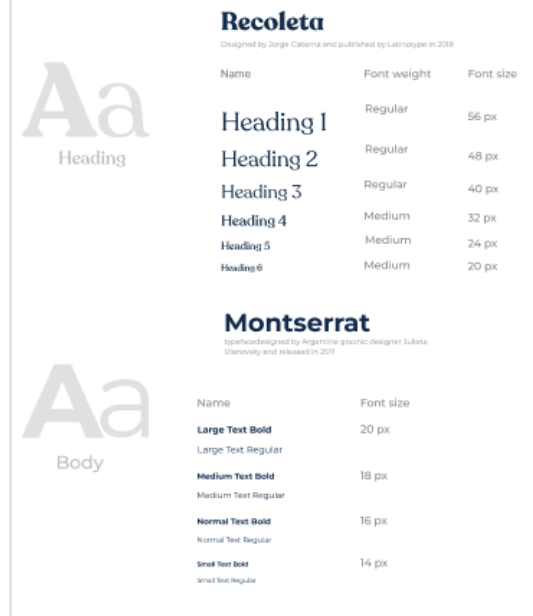 Recoleta
Designed by Jorge Cisterna and published by Latinotype in 2018
Aa
Heading
Name Font weight Font size
Heading 1 Regular 56 px
Heading 2 Regular 48 px
Heading 3 Regular 40 px
Heading 4 Medium 32 px
Heading 5 Medium 24 px
Heading 6 Medium 20 px
Montserrat
typefacedesigned by Argentine graphic designer Julieta
Ulanovsky and released in 2011
Aa
Body
Name Font size
Large Text Bold 20 px
Large Text Regular
Medium Text Bold 18 px
Medium Text Regular
Normal Text Bold 16 px
Normal Text Regular
Small Text Bold 14 px
Small Text Regular